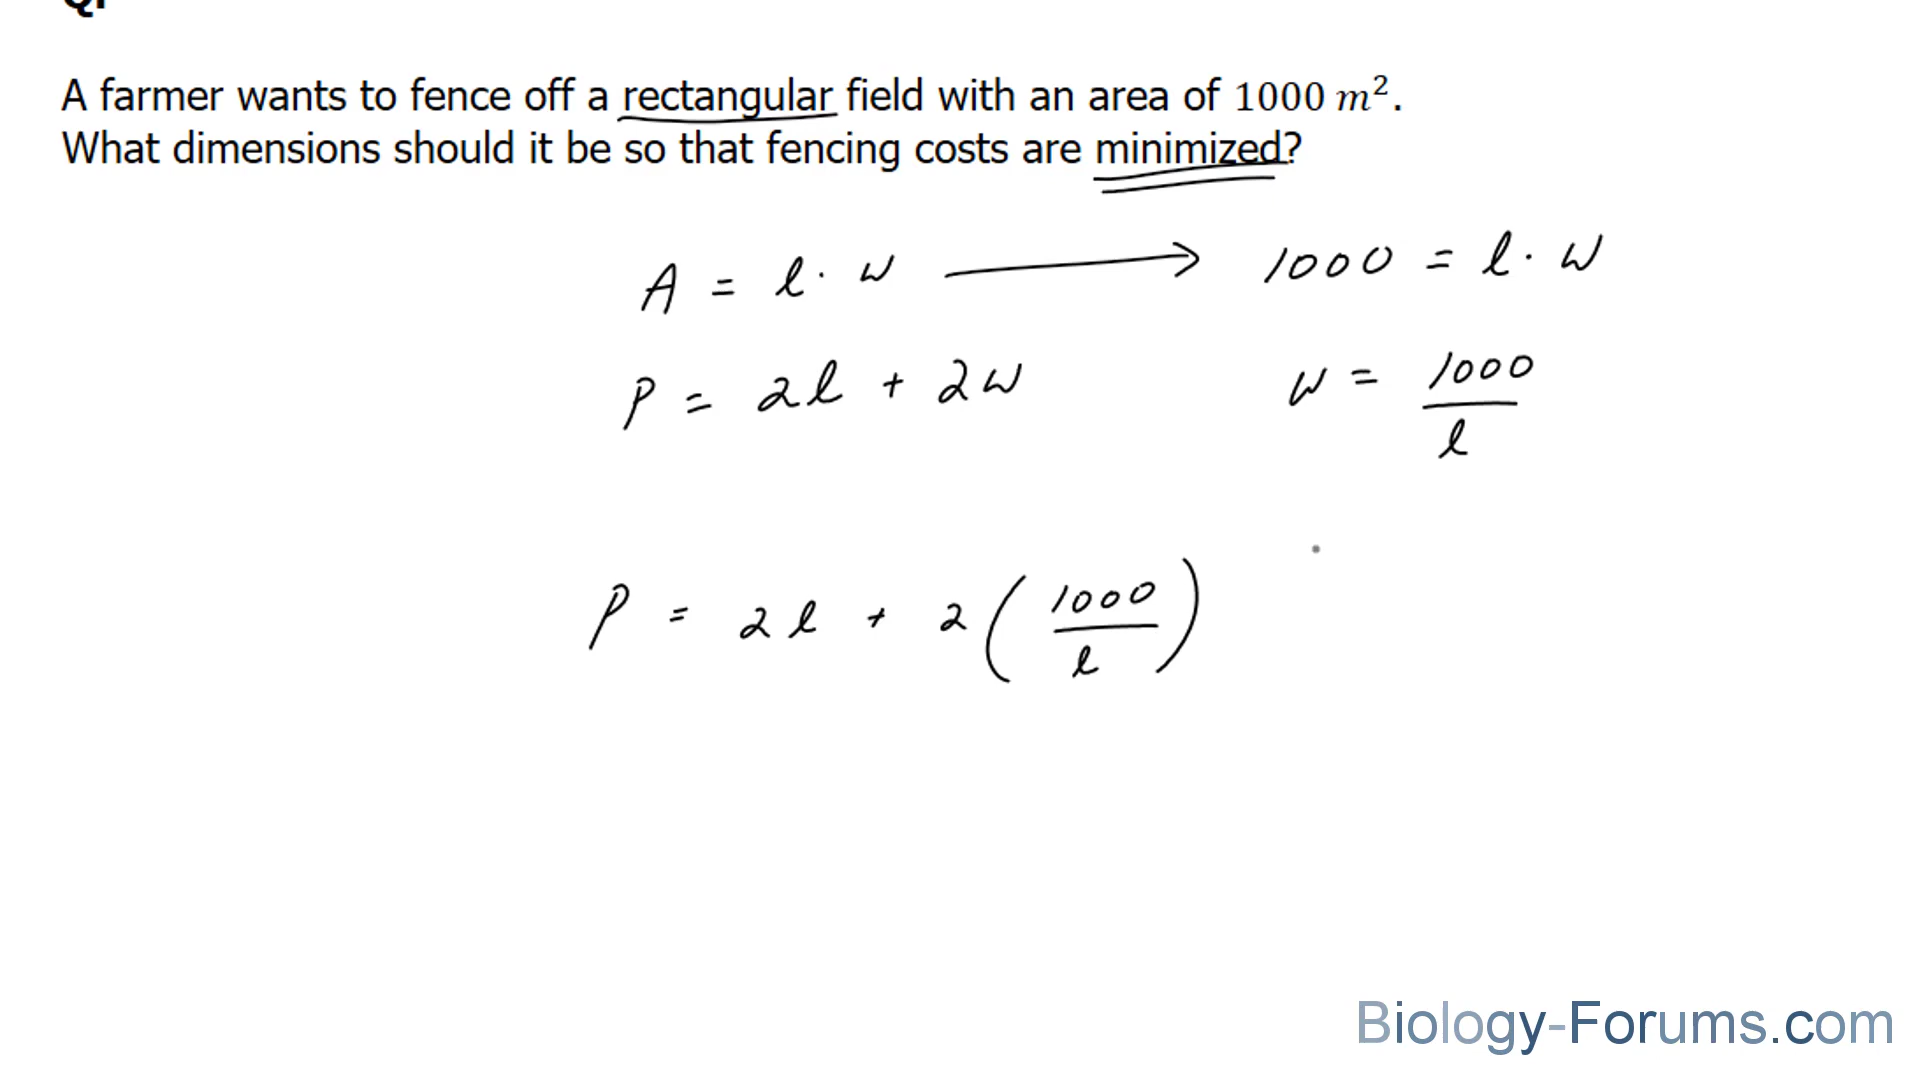 A farmer wants to fence off a rectangular field with an area of 1000 m².
What dimensions should it be so that fencing costs are minimized?
A = l · w → 1000 = l · w
P = 2l + 2w
w = 1000/l
P = 2l + 2(1000/l)
Biology-Forums.com